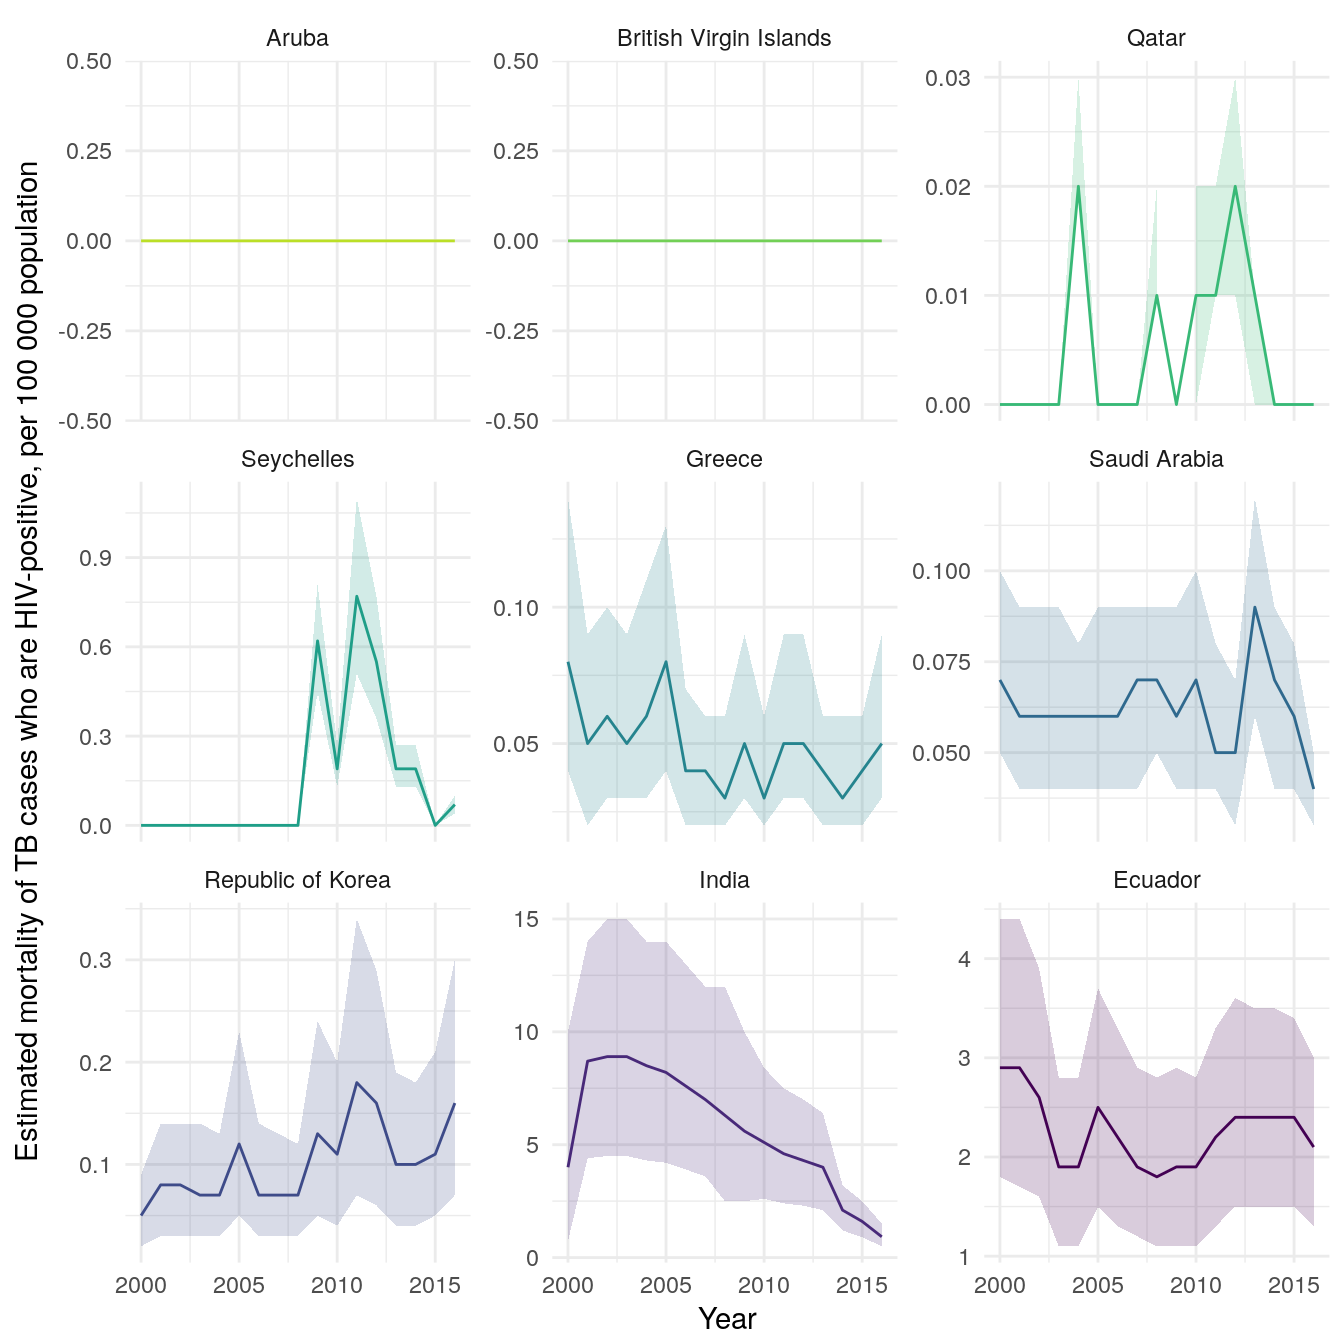 Estimated mortality of TB cases who are HIV-positive, per 100 000 population
Aruba
0.50
0.25
0.00
-0.25
-0.50
British Virgin Islands
0.50
0.25
0.00
-0.25
-0.50
Qatar
0.03
0.02
0.01
0.00
Seychelles
0.9
0.6
0.3
0.0
Greece
0.10
0.05
Saudi Arabia
0.100
0.075
0.050
Republic of Korea
0.3
0.2
0.1
2000 2005 2010 2015
India
15
10
5
0
2000 2005 2010 2015
Ecuador
4
3
2
1
2000 2005 2010 2015
Year